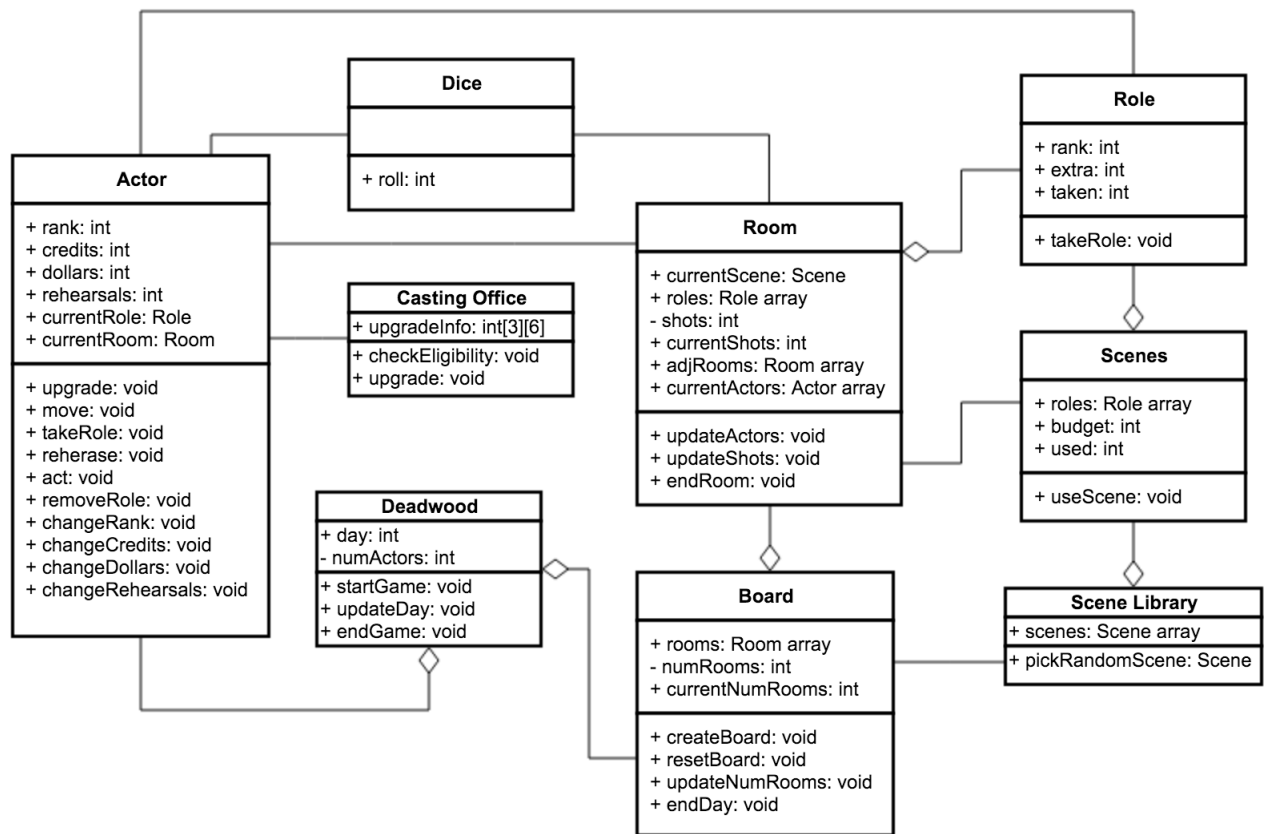 Dice
+ roll: int
Role
+ rank: int
+ extra: int
+ taken: int
+ takeRole: void
Actor
+ rank: int
+ credits: int
+ dollars: int
+ rehearsals: int
+ currentRole: Role
+ currentRoom: Room
+ upgrade: void
+ move: void
+ takeRole: void
+ reherase: void
+ act: void
+ removeRole: void
+ changeRank: void
+ changeCredits: void
+ changeDollars: void
+ changeRehearsals: void
Room
+ currentScene: Scene
+ roles: Role array
- shots: int
+ currentShots: int
+ adjRooms: Room array
+ currentActors: Actor array
+ updateActors: void
+ updateShots: void
+ endRoom: void
Casting Office
+ upgradeInfo: int[3][6]
+ checkEligibility: void
+ upgrade: void
Scenes
+ roles: Role array
+ budget: int
+ used: int
+ useScene: void
Deadwood
+ day: int
- numActors: int
+ startGame: void
+ updateDay: void
+ endGame: void
Board
+ rooms: Room array
- numRooms: int
+ currentNumRooms: int
+ createBoard: void
+ resetBoard: void
+ updateNumRooms: void
+ endDay: void
Scene Library
+ scenes: Scene array
+ pickRandomScene: Scene